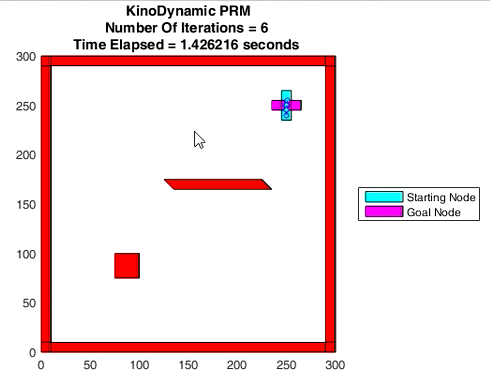 KinoDynamic PRM
Number Of Iterations = 6
Time Elapsed = 1.426216 seconds
300
250
200
150
100
50
0
0 50 100 150 200 250 300
Starting Node
Goal Node